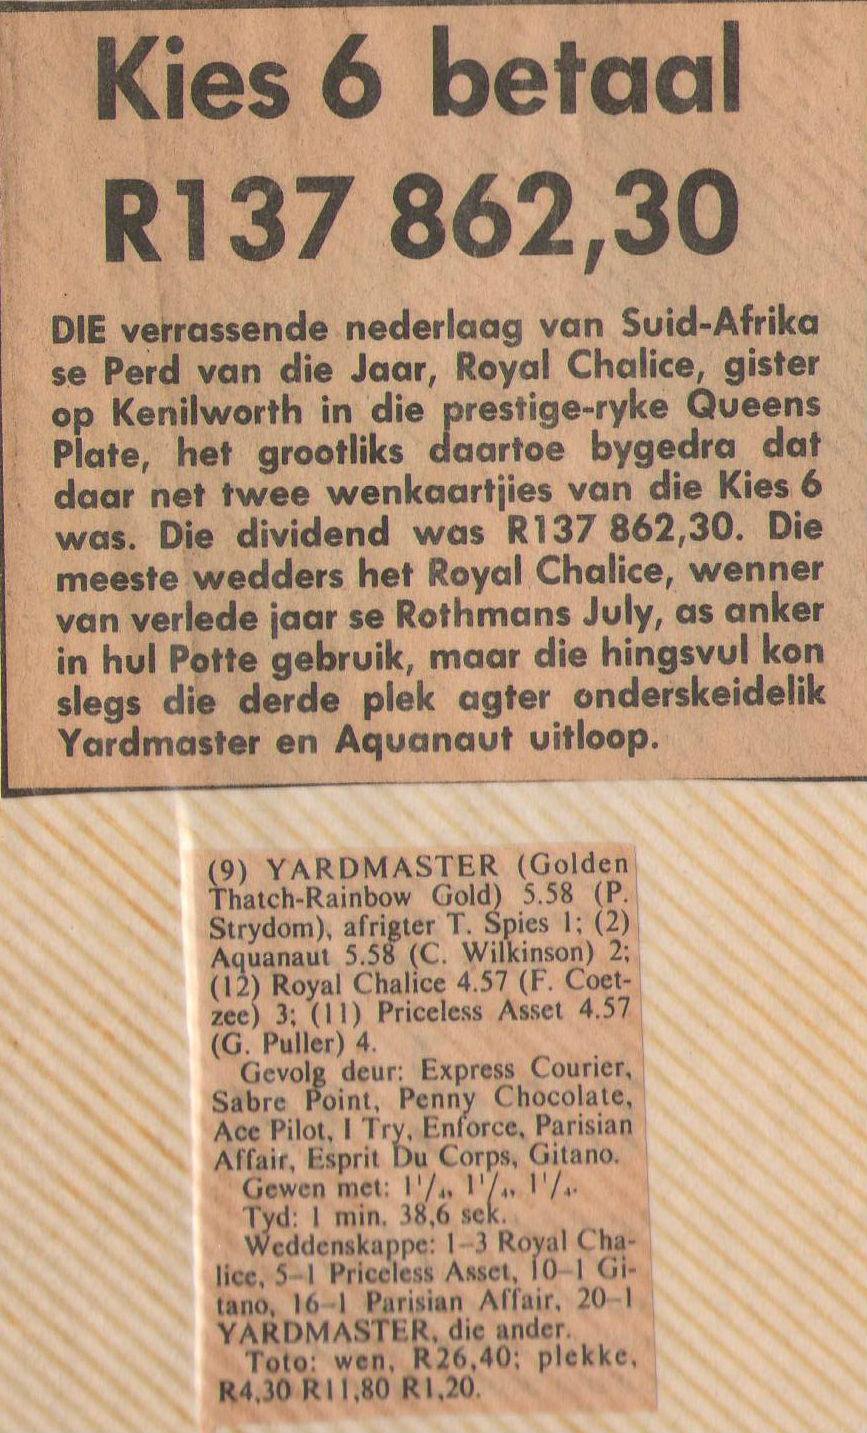 Kies 6 betaal
R137 862,30
DIE verrassende nederlaag van Suid-Afrika
se Perd van die Jaar, Royal Chalice, gister
op Kenilworth in die prestige-ryke Queens
Plate, het grootliks daartoe bygedra dat
daar net twee wenkaartjies van die Kies 6
was. Die dividend was R137 862,30. Die
meeste wedders het Royal Chalice, wenner
van verlede jaar se Rothmans July, as anker
in hul Potte gebruik, maar die hingsvul kon
slegs die derde plek agter onderskeidelik
Yardmaster en Aquanaut uitloop.
(9) YARDMASTER (Golden
Thatch-Rainbow Gold) 5.58 (P.
Strydom), afrigter T. Spies 1; (2)
Aquanaut 5.58 (C. Wilkinson) 2;
(12) Royal Chalice 4.57 (F. Coet-
zee) 3; (11) Priceless Asset 4.57
(G. Puller) 4.
Gevolg deur: Express Courier,
Sabre Point, Penny Chocolate,
Ace Pilot, I Try, Enforce, Parisian
Affair, Esprit Du Corps, Gitano.
Gewen met: 1¹/₄, 1¹/₄, 1¹/₄.
Tyd: 1 min. 38,6 sek.
Weddenskappe: 1–3 Royal Cha-
lice, 5–1 Priceless Asset, 10–1 Gi-
tano, 16–1 Parisian Affair, 20–1
YARDMASTER, die ander.
Toto: wen, R26,40; plekke,
R4,30 R11,80 R1,20.